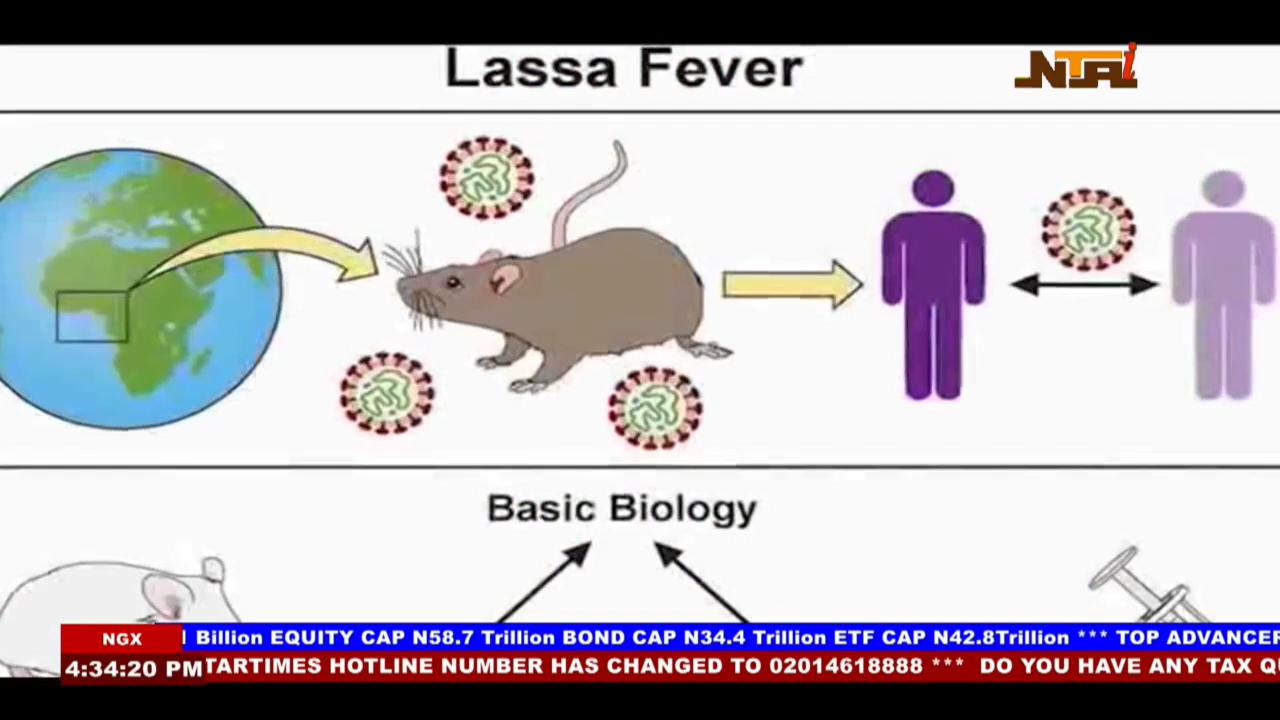 Lassa Fever
NTAi
Basic Biology
NGX
Billion EQUITY CAP N58.7 Trillion BOND CAP N34.4 Trillion ETF CAP N42.8Trillion *** TOP ADVANCER
4:34:20 PM
TARTIMES HOTLINE NUMBER HAS CHANGED TO 02014618888 *** DO YOU HAVE ANY TAX